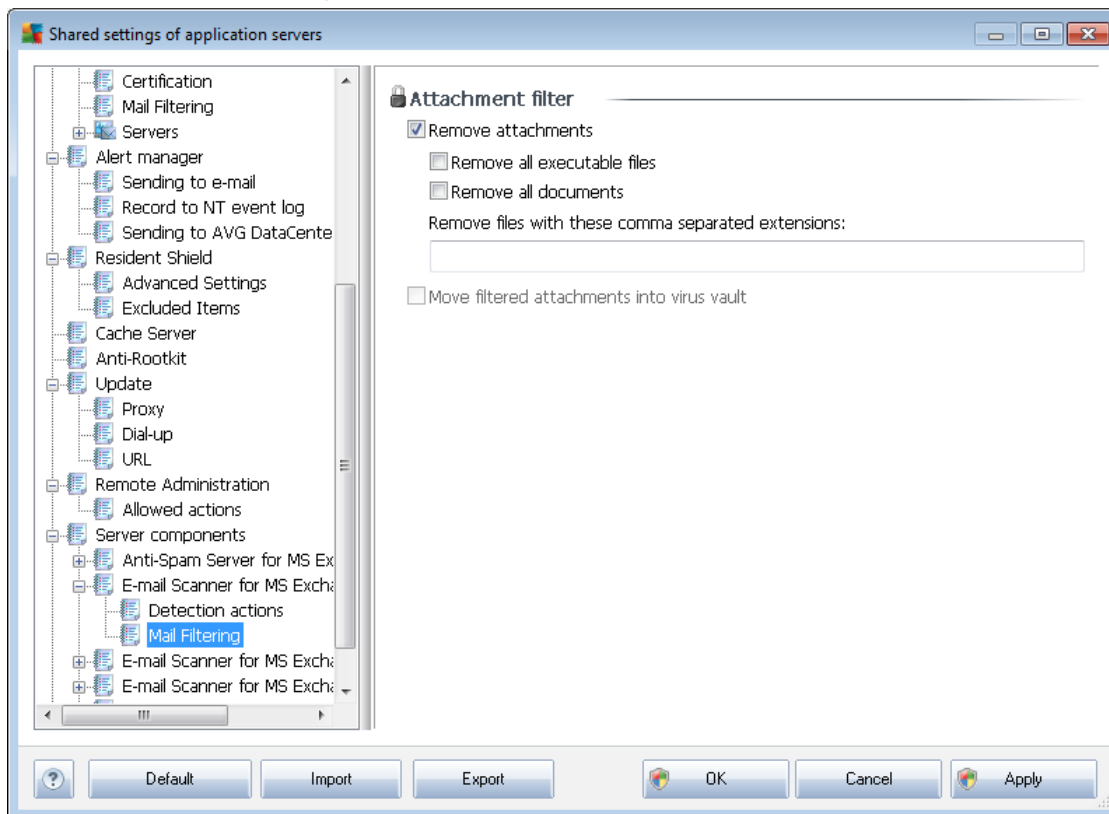 Shared settings of application servers
Certification
Mail Filtering
Servers
Alert manager
Sending to e-mail
Record to NT event log
Sending to AVG DataCente
Resident Shield
Advanced Settings
Excluded Items
Cache Server
Anti-Rootkit
Update
Proxy
Dial-up
URL
Remote Administration
Allowed actions
Server components
Anti-Spam Server for MS Ex
E-mail Scanner for MS Excha
Detection actions
Mail Filtering
E-mail Scanner for MS Excha
E-mail Scanner for MS Excha
Attachment filter
Remove attachments
Remove all executable files
Remove all documents
Remove files with these comma separated extensions:
Move filtered attachments into virus vault
? Default Import Export OK Cancel Apply